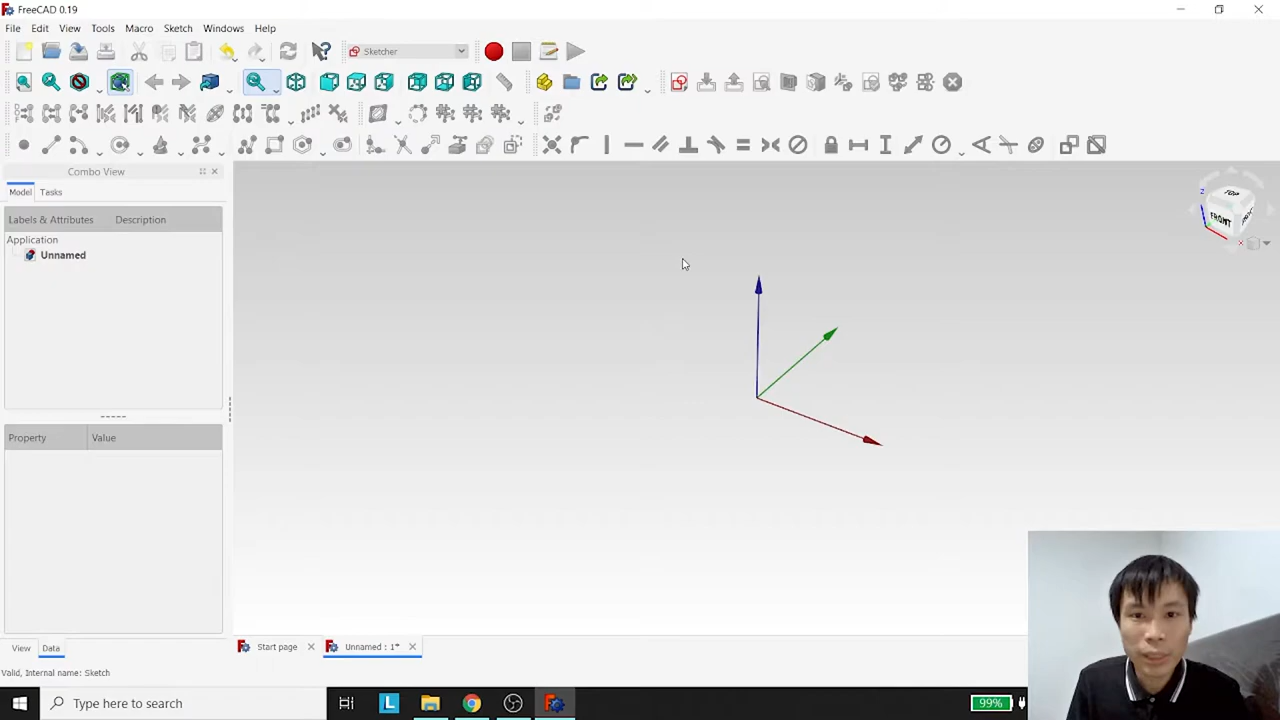 FreeCAD 0.19
File Edit View Tools Macro Sketch Windows Help
Sketcher
Combo View
Model Tasks
Labels & Attributes Description
Application
Unnamed
Property Value
View Data
Start page Unnamed : 1*
Valid, Internal name: Sketch
Type here to search
L
99%
TOP
FRONT
Z
X